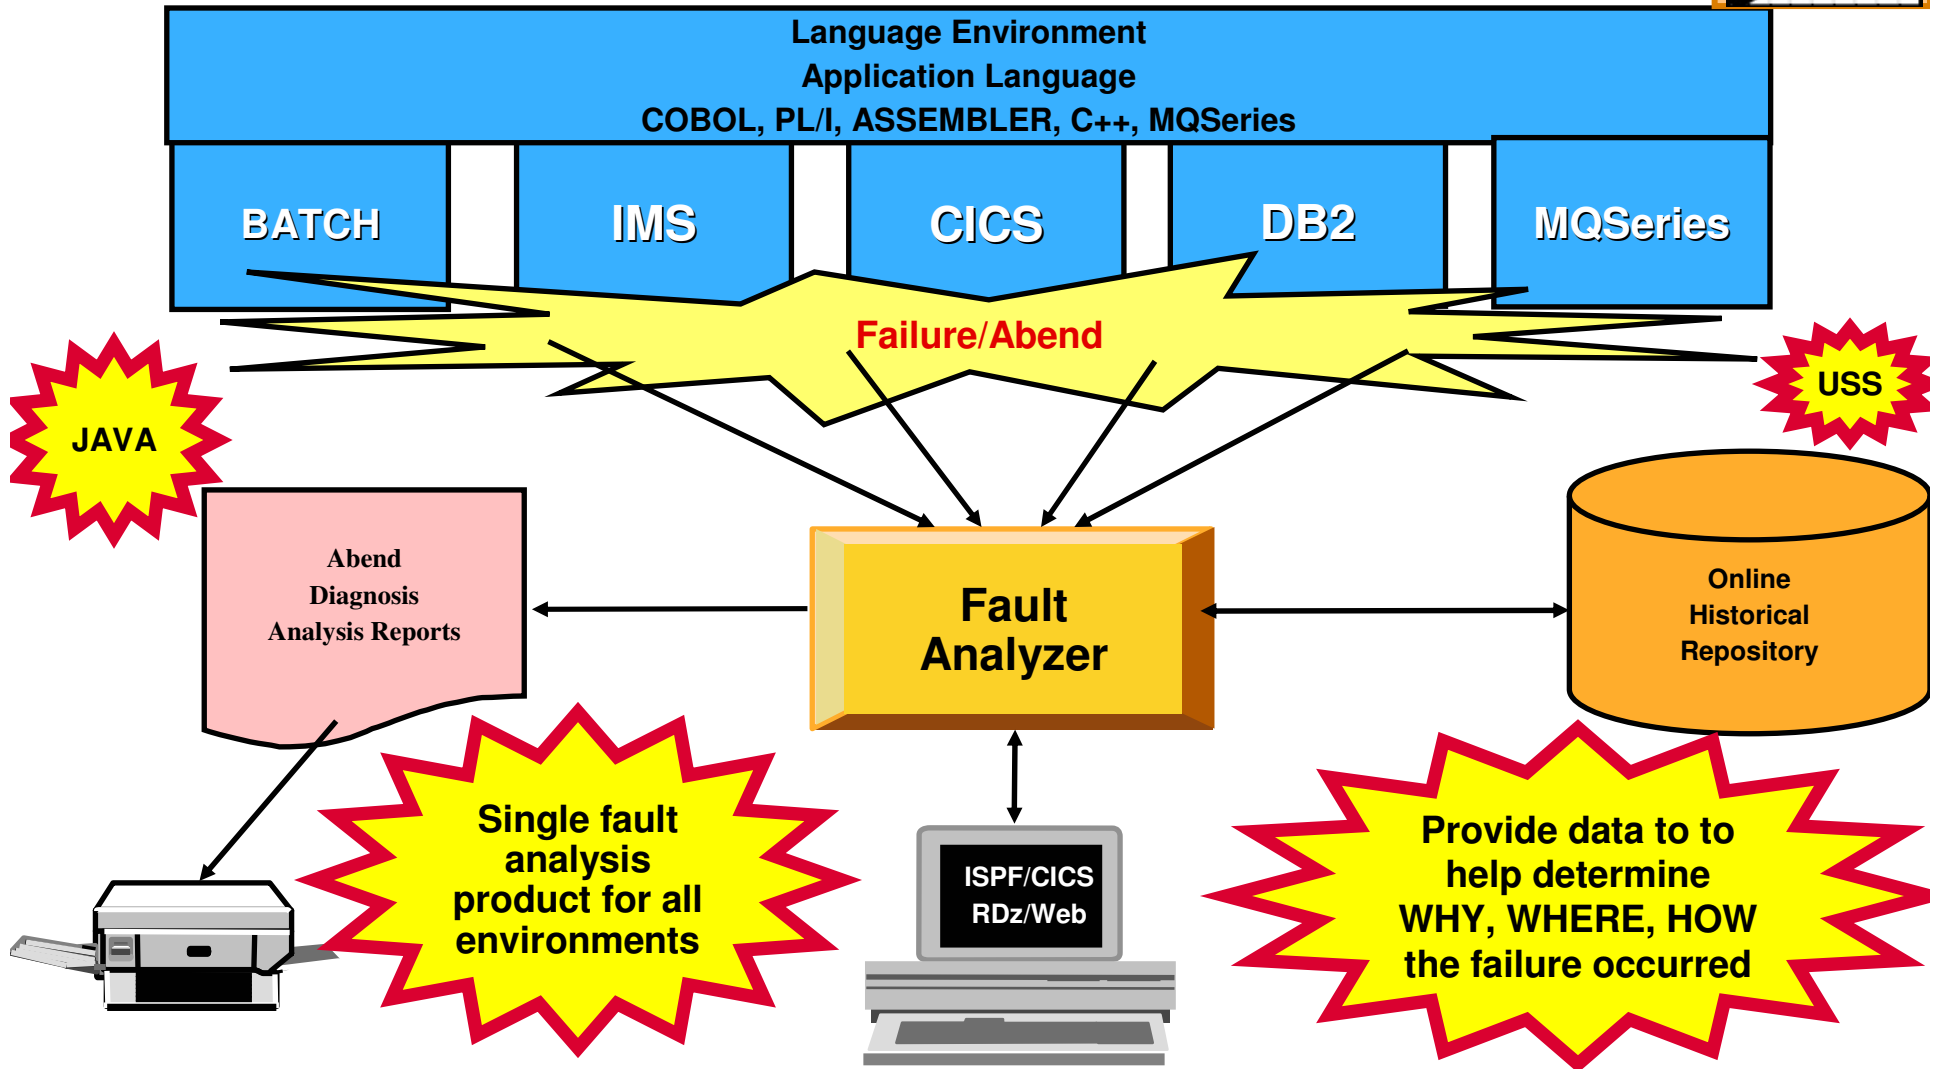 Language Environment
Application Language
COBOL, PL/I, ASSEMBLER, C++, MQSeries
BATCH
IMS
CICS
DB2
MQSeries
Failure/Abend
JAVA
USS
Abend
Diagnosis
Analysis Reports
Fault
Analyzer
Online
Historical
Repository
Single fault
analysis
product for all
environments
ISPF/CICS
RDz/Web
Provide data to to
help determine
WHY, WHERE, HOW
the failure occurred